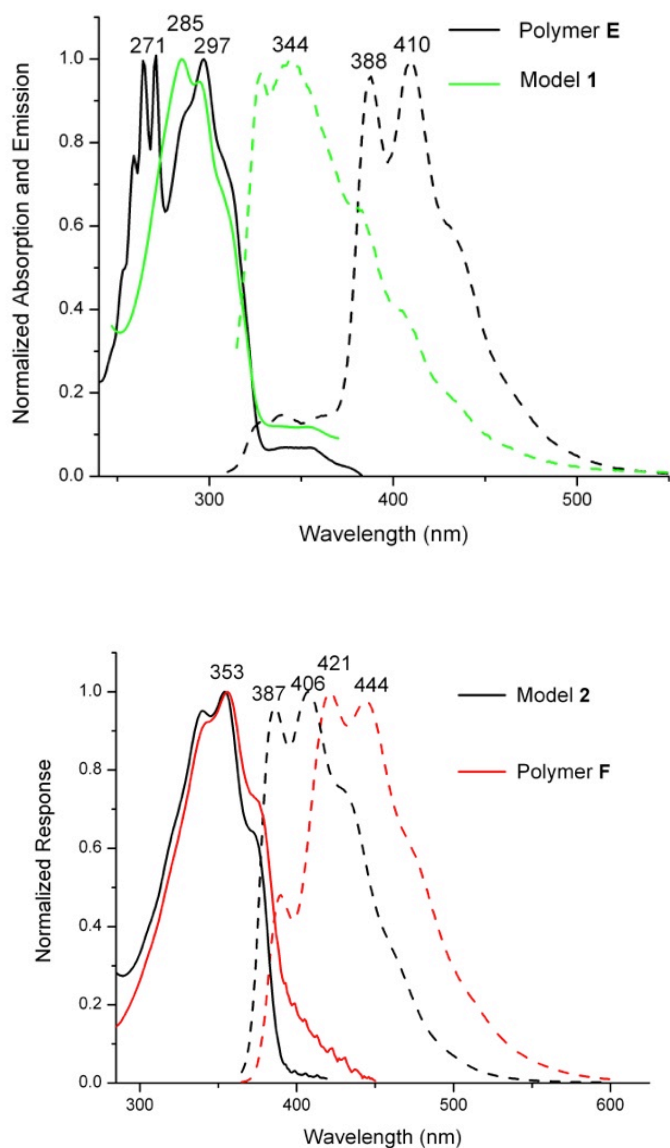 285
271 297 344 388 410
Polymer E
Model 1
Normalized Absorption and Emission
1.0
0.8
0.6
0.4
0.2
0.0
300 400 500
Wavelength (nm)
353 387 406 421 444
Model 2
Polymer F
Normalized Response
1.0
0.8
0.6
0.4
0.2
0.0
300 400 500 600
Wavelength (nm)